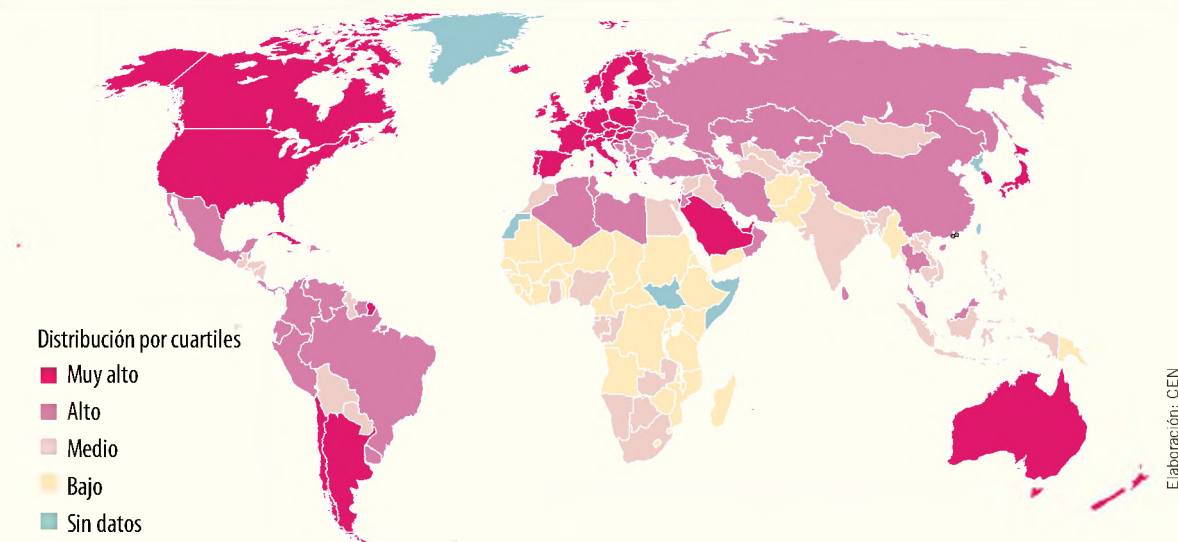 Distribución por cuartiles
Muy alto
Alto
Medio
Bajo
Sin datos
Elaboración: CEN